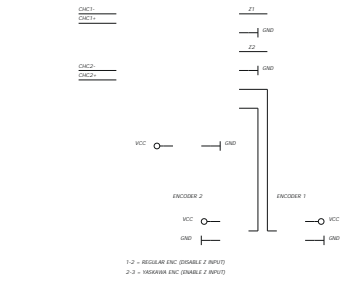 CHC1-
CHC1+
Z1
GND
Z2
CHC2-
CHC2+
GND
VCC
GND
ENCODER 2
ENCODER 1
VCC
VCC
GND
GND
1-2 = REGULAR ENC (DISABLE Z INPUT)
2-3 = YASKAWA ENC (ENABLE Z INPUT)